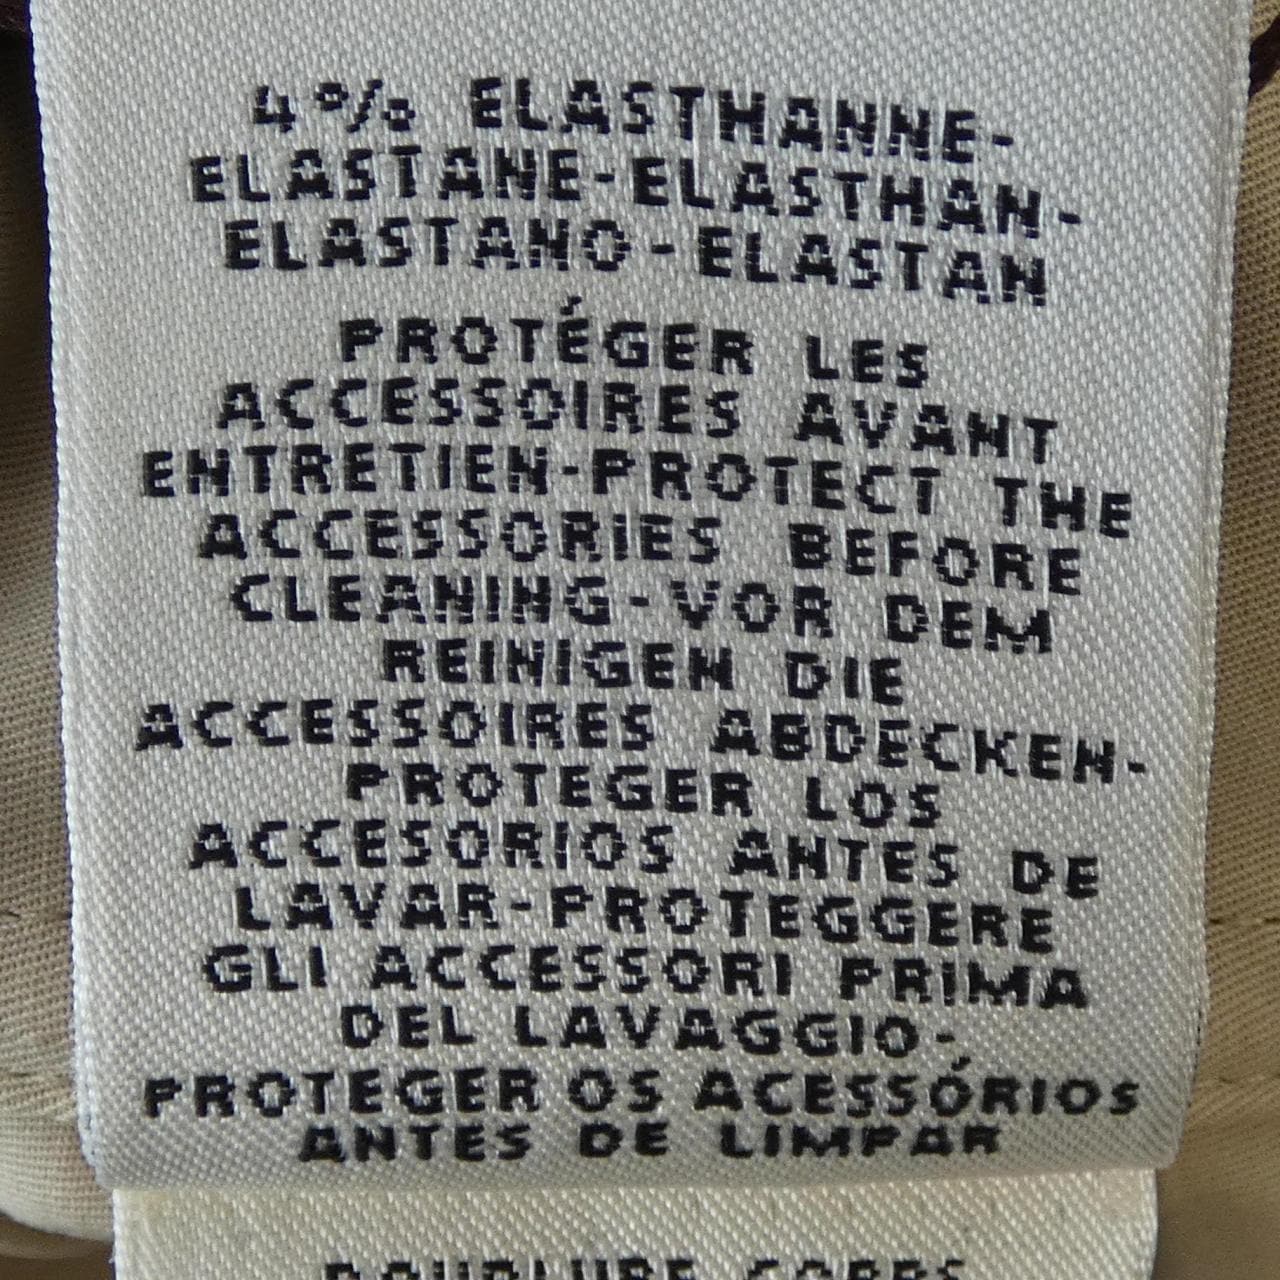 4% ELASTHANNE-
ELASTANE-ELASTHAN-
ELASTANO-ELASTAN
PROTÉGER LES
ACCESSOIRES AVANT
ENTRETIEN-PROTECT THE
ACCESSORIES BEFORE
CLEANING-VOR DEM
REINIGEN DIE
ACCESSOIRES ABDECKEN-
PROTEGER LOS
ACCESORIOS ANTES DE
LAVAR-PROTEGGERE
GLI ACCESSORI PRIMA
DEL LAVAGGIO-
PROTEGER OS ACESSÓRIOS
ANTES DE LIMPAR
DOUBLURE CORPS